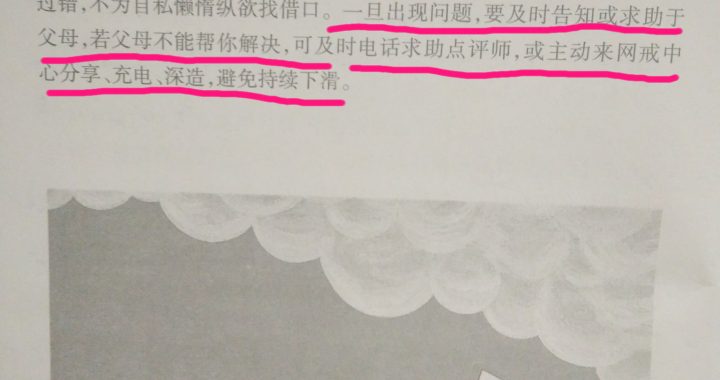 过错，不为自私懒惰纵欲找借口。一旦出现问题，要及时告知或求助于
父母，若父母不能帮你解决，可及时电话求助点评师，或主动来网戒中
心分享、充电、深造，避免持续下滑。